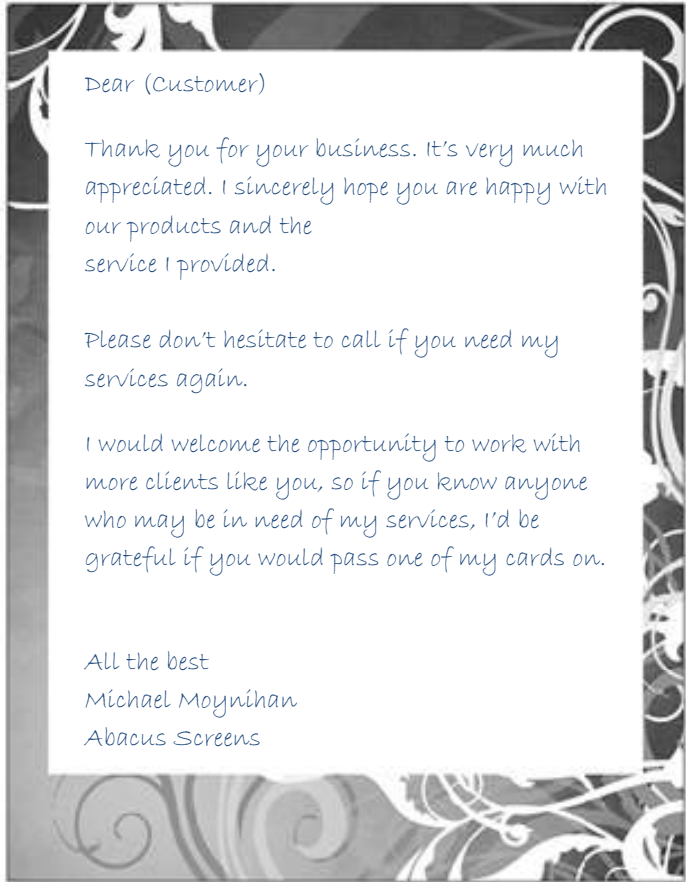 Dear (Customer)
Thank you for your business. It's very much
appreciated. I sincerely hope you are happy with
our products and the
service I provided.
Please don't hesitate to call if you need my
services again.
I would welcome the opportunity to work with
more clients like you, so if you know anyone
who may be in need of my services, I'd be
grateful if you would pass one of my cards on.
All the best
Michael Moynihan
Abacus Screens